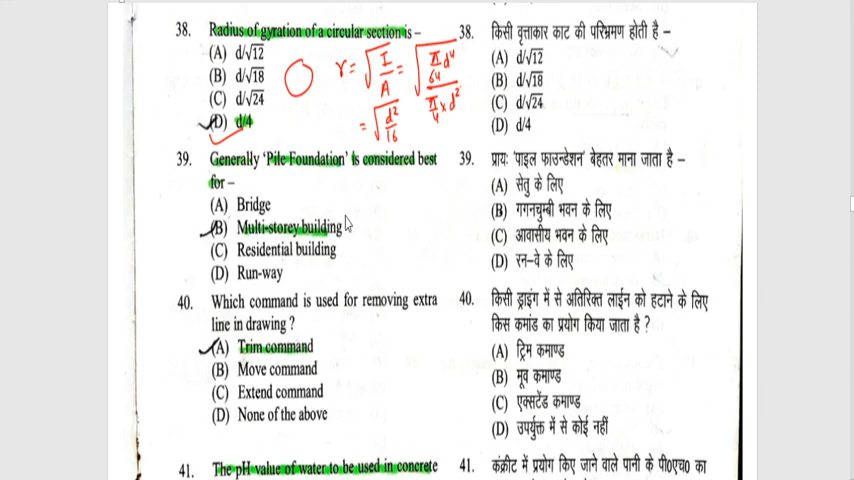 38. Radius of gyration of a circular section is –
(A) d/√12
(B) d/√18
(C) d/√24
(D) d/4
r = √I/A = √π/64 d⁴ / π/4 × d²
= √d²/16
39. Generally 'Pile Foundation' is considered best
for –
(A) Bridge
(B) Multi-storey building
(C) Residential building
(D) Run-way
40. Which command is used for removing extra
line in drawing ?
(A) Trim command
(B) Move command
(C) Extend command
(D) None of the above
41. The pH value of water to be used in concrete
38. किसी वृत्ताकार काट की परिभ्रमण होती है –
(A) d/√12
(B) d/√18
(C) d/√24
(D) d/4
39. प्रायः 'पाइल फाउन्डेशन' बेहतर माना जाता है –
(A) सेतु के लिए
(B) गगनचुम्बी भवन के लिए
(C) आवासीय भवन के लिए
(D) रन-वे के लिए
40. किसी ड्राइंग में से अतिरिक्त लाईन को हटाने के लिए
किस कमांड का प्रयोग किया जाता है ?
(A) ट्रिम कमाण्ड
(B) मूव कमाण्ड
(C) एक्सटेंड कमाण्ड
(D) उपर्युक्त में से कोई नहीं
41. कंक्रीट में प्रयोग किए जाने वाले पानी के पी०एच० का